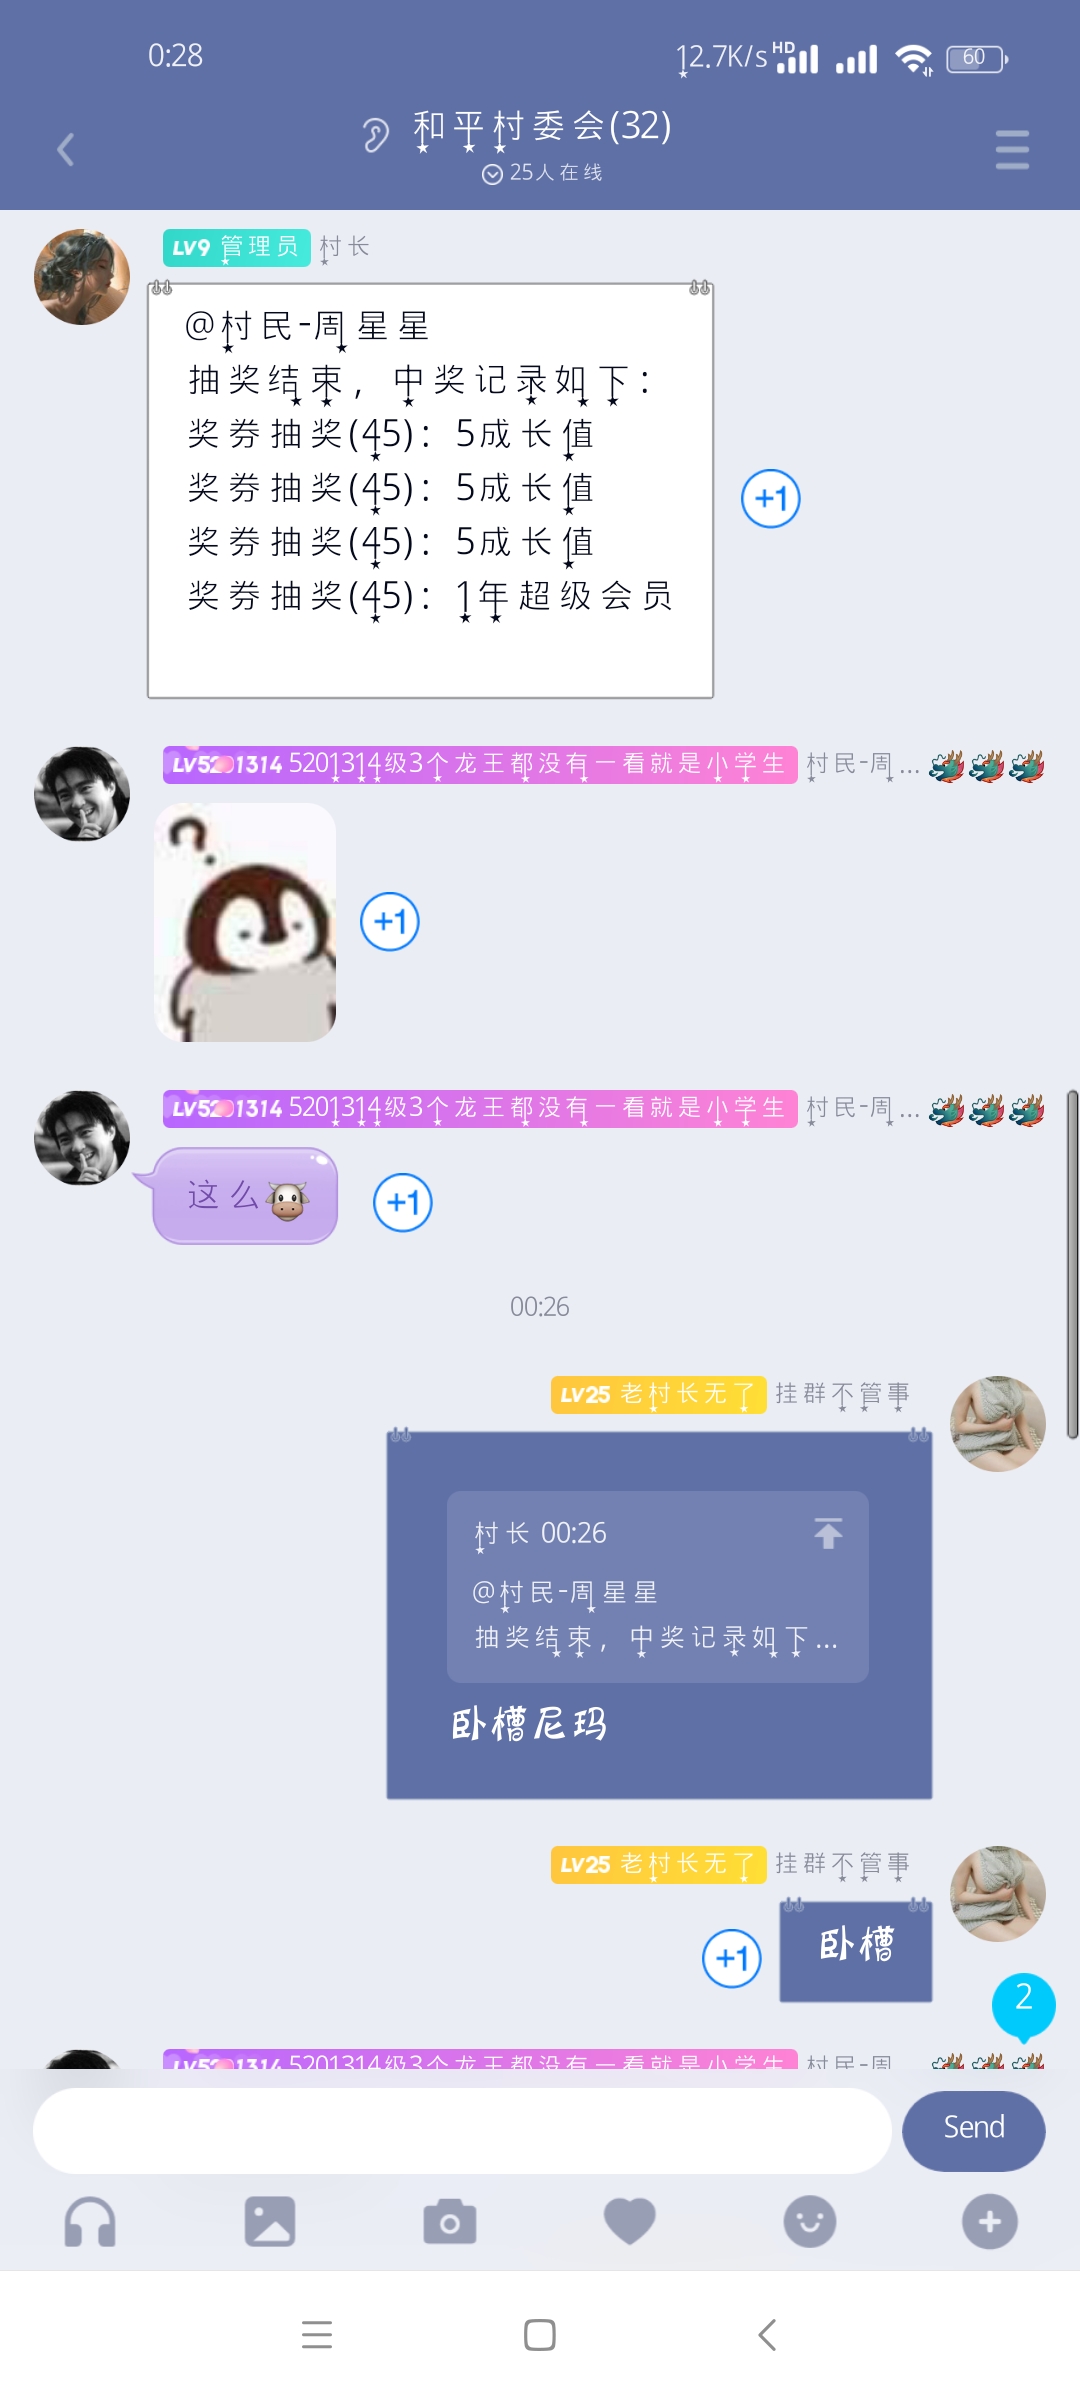 0:28
12.7K/s HD 60
和平村委会(32)
25人在线
LV9 管理员 村长
@村民-周星星
抽奖结束，中奖记录如下：
奖券抽奖(45)：5成长值
奖券抽奖(45)：5成长值
奖券抽奖(45)：5成长值
奖券抽奖(45)：1年超级会员
+1
LV5201314 5201314级3个龙王都没有一看就是小学生 村民-周...
?
+1
LV5201314 5201314级3个龙王都没有一看就是小学生 村民-周...
这么🐮
+1
00:26
LV25 老村长无了 挂群不管事
村长 00:26
@村民-周星星
抽奖结束，中奖记录如下...
卧槽尼玛
LV25 老村长无了 挂群不管事
卧槽
+1
2
LV5201314 5201314级3个龙王都没有一看就是小学生 村民-周
Send